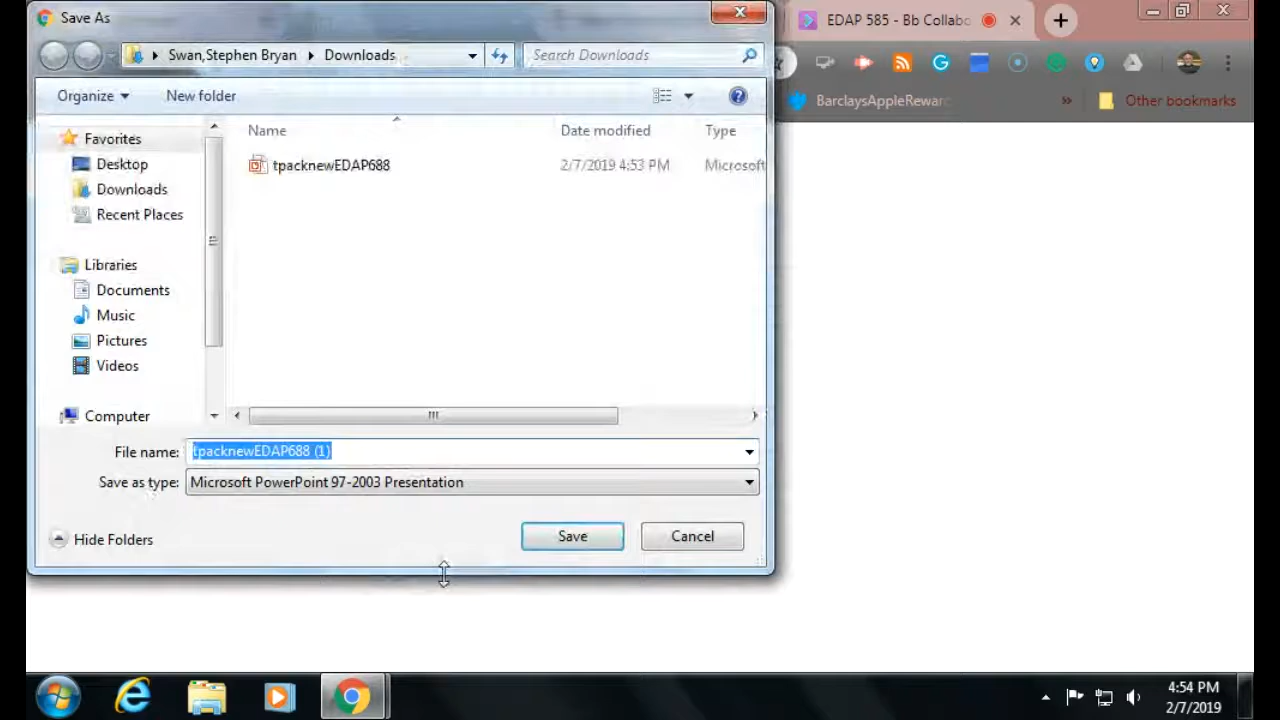 Save As
EDAP 585 - Bb Collabo
Swan,Stephen Bryan
Downloads
Search Downloads
Organize
New folder
BarclaysAppleRewar
»
Other bookmarks
Favorites
Desktop
Downloads
Recent Places
Libraries
Documents
Music
Pictures
Videos
Computer
Name
Date modified
Type
tpacknewEDAP688
2/7/2019 4:53 PM
Microsoft
File name:
tpacknewEDAP688 (1)
Save as type:
Microsoft PowerPoint 97-2003 Presentation
Hide Folders
Save
Cancel
4:54 PM
2/7/2019